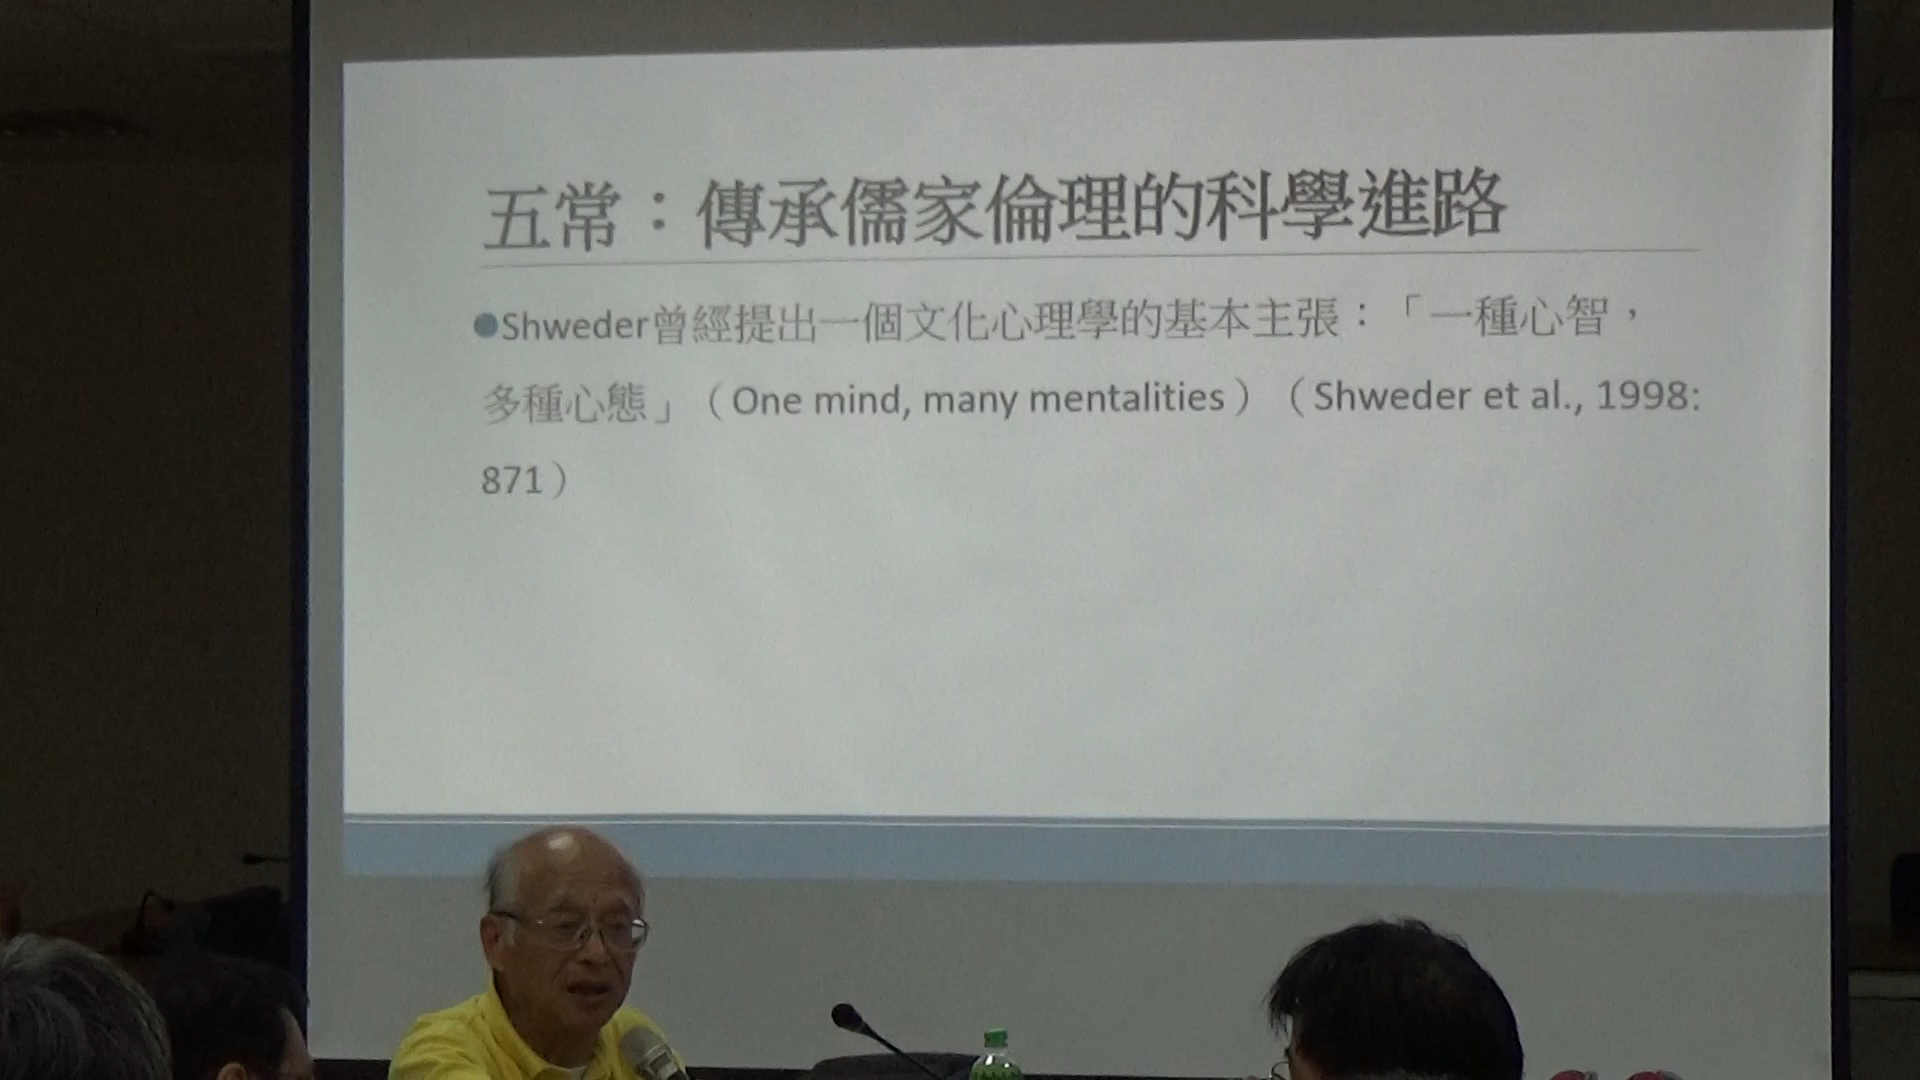 五常：傳承儒家倫理的科學進路
●Shweder曾經提出一個文化心理學的基本主張：「一種心智，
多種心態」（One mind, many mentalities）（Shweder et al., 1998:
871）